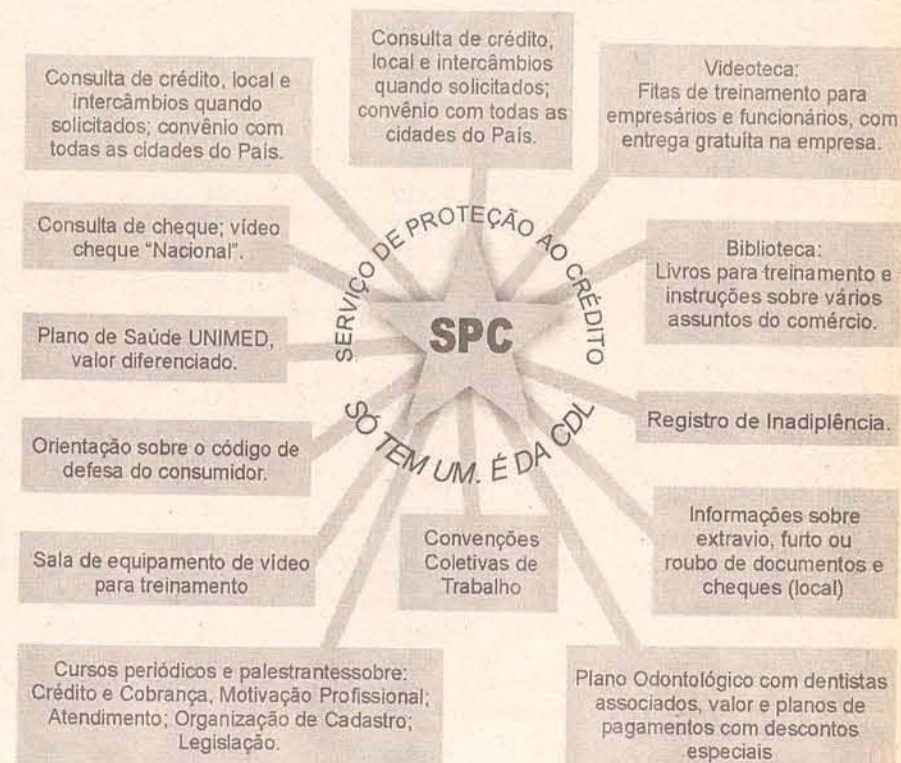 Consulta de crédito, local e
intercâmbios quando
solicitados; convênio com
todas as cidades do País.
Consulta de crédito,
local e intercâmbios
quando solicitados;
convênio com todas as
cidades do País.
Videoteca:
Fitas de treinamento para
empresários e funcionários, com
entrega gratuita na empresa.
Consulta de cheque; vídeo
cheque "Nacional".
Biblioteca:
Livros para treinamento e
instruções sobre vários
assuntos do comércio.
SERVIÇO DE PROTEÇÃO AO CRÉDITO
SPC
SÓ TEM UM. É DA CDL
Plano de Saúde UNIMED,
valor diferenciado.
Registro de Inadiplência.
Orientação sobre o código de
defesa do consumidor.
Informações sobre
extravio, furto ou
roubo de documentos e
cheques (local)
Sala de equipamento de vídeo
para treinamento
Convenções
Coletivas de
Trabalho
Cursos periódicos e palestrantessobre:
Crédito e Cobrança, Motivação Profissional;
Atendimento; Organização de Cadastro;
Legislação.
Plano Odontológico com dentistas
associados, valor e planos de
pagamentos com descontos
especiais